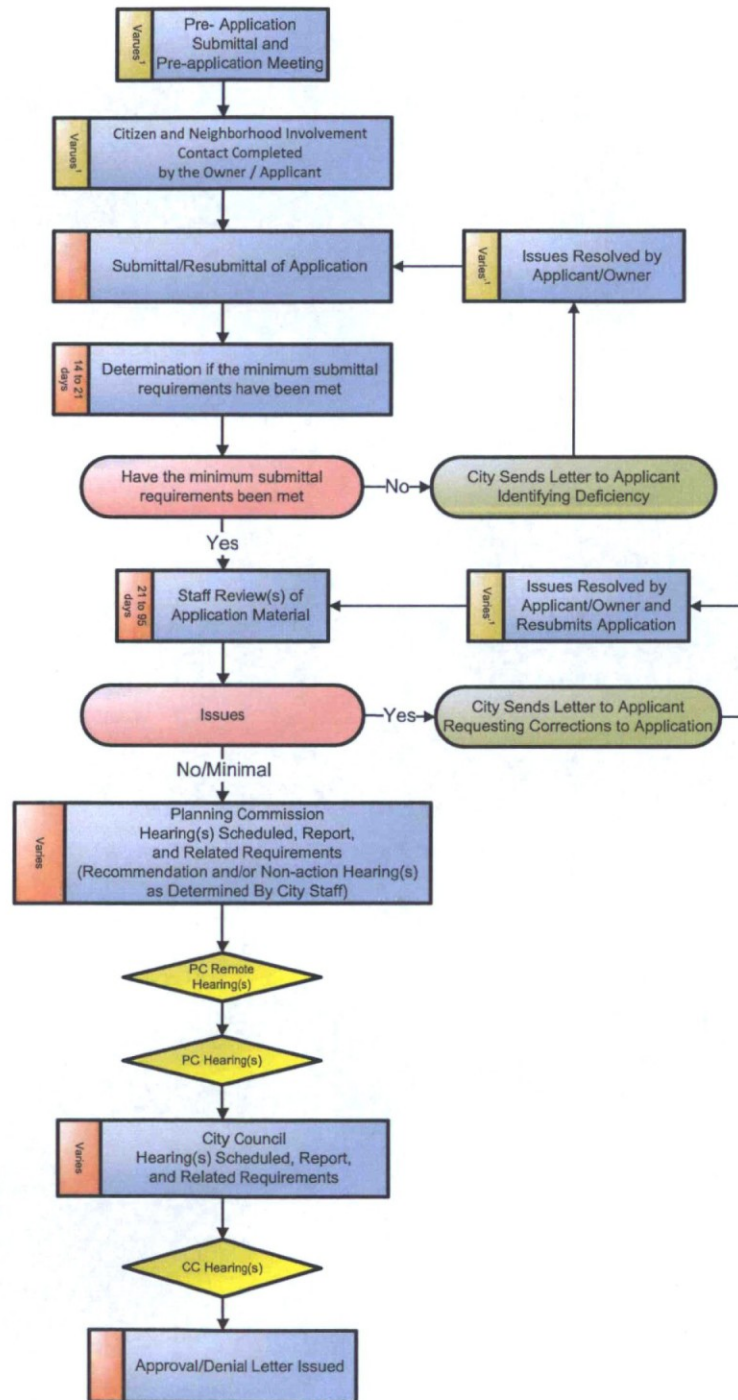 Varues¹
Pre- Application
Submittal and
Pre-application Meeting
Varues¹
Citizen and Neighborhood Involvement
Contact Completed
by the Owner / Applicant
Submittal/Resubmittal of Application
Varies¹
Issues Resolved by
Applicant/Owner
14 to 21
days
Determination if the minimum submittal
requirements have been met
Have the minimum submittal
requirements been met
No
City Sends Letter to Applicant
Identifying Deficiency
Yes
21 to 95
days
Staff Review(s) of
Application Material
Varies¹
Issues Resolved by
Applicant/Owner and
Resubmits Application
Issues
Yes
City Sends Letter to Applicant
Requesting Corrections to Application
No/Minimal
Varies
Planning Commission
Hearing(s) Scheduled, Report,
and Related Requirements
(Recommendation and/or Non-action Hearing(s)
as Determined By City Staff)
PC Remote
Hearing(s)
PC Hearing(s)
Varies
City Council
Hearing(s) Scheduled, Report,
and Related Requirements
CC Hearing(s)
Approval/Denial Letter Issued